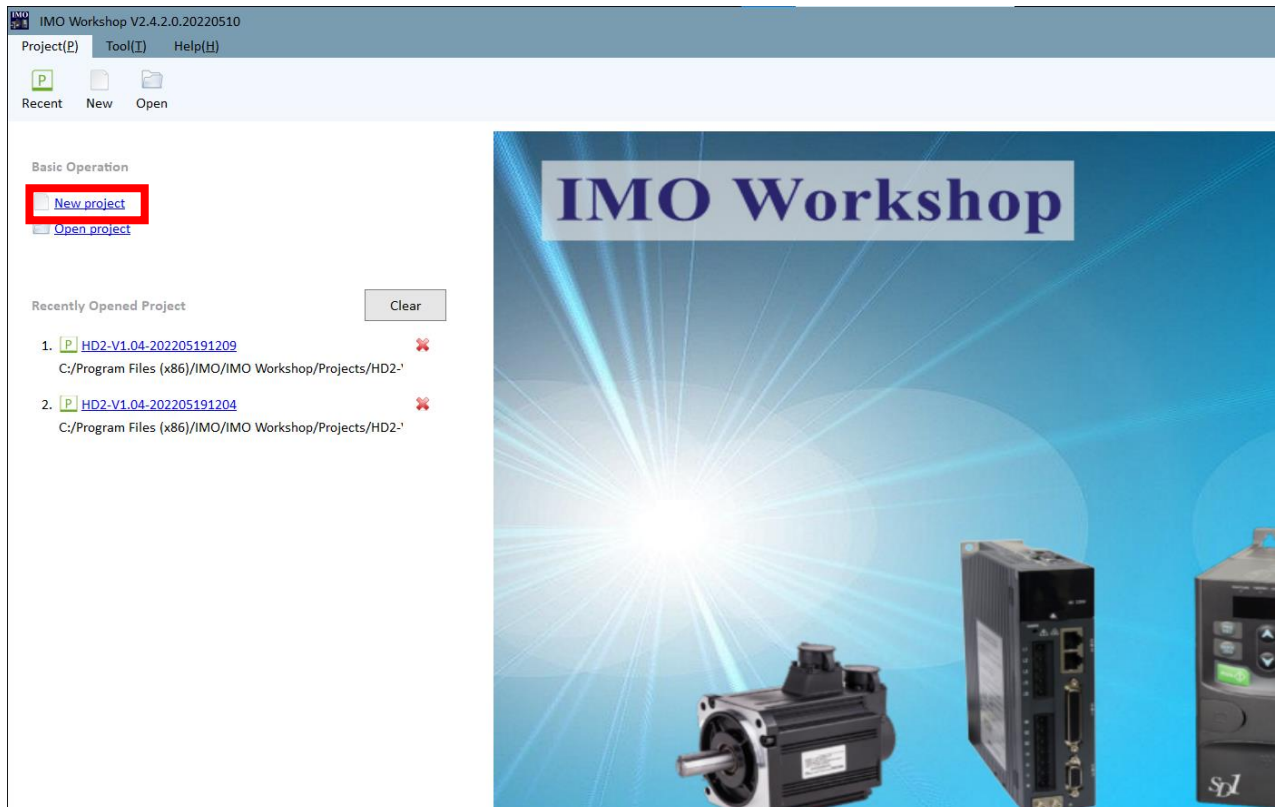 IMO Workshop V2.4.2.0.20220510
Project(P) Tool(T) Help(H)
P
Recent New Open
Basic Operation
New project
Open project
Recently Opened Project Clear
1. P HD2-V1.04-202205191209
C:/Program Files (x86)/IMO/IMO Workshop/Projects/HD2-'
2. P HD2-V1.04-202205191204
C:/Program Files (x86)/IMO/IMO Workshop/Projects/HD2-'
IMO Workshop
SD1